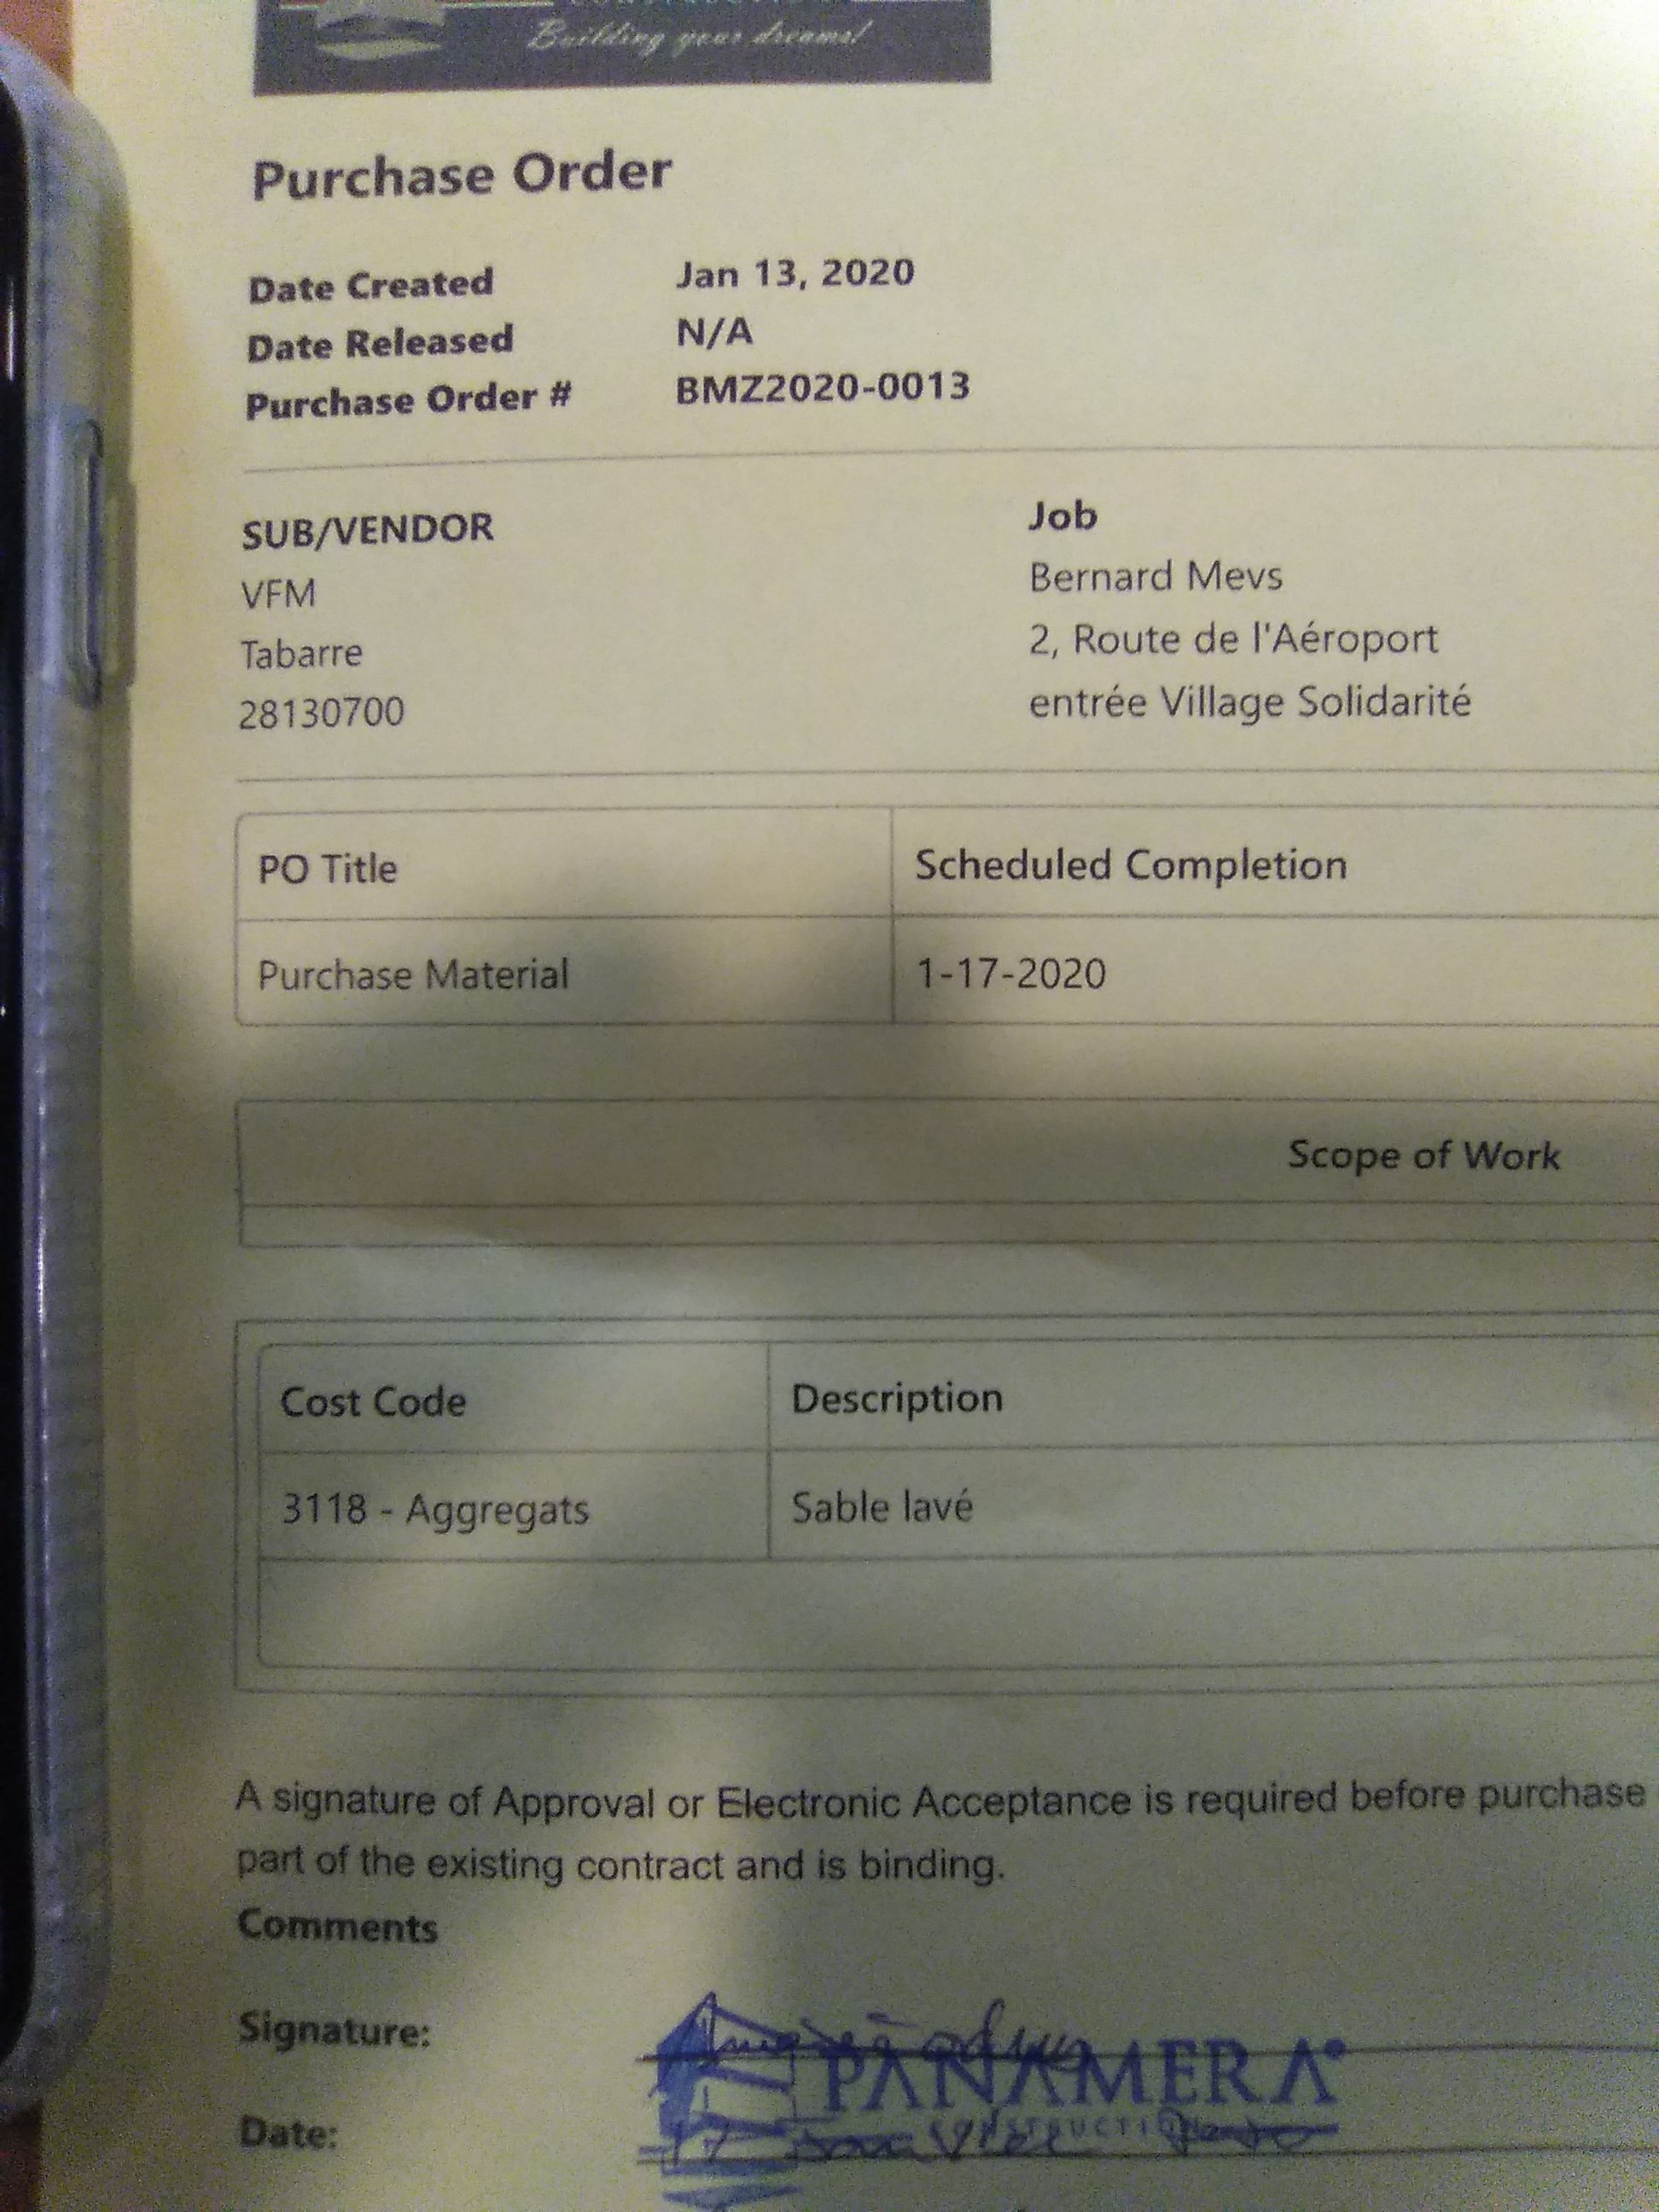 Building your dreams!
Purchase Order
Date Created Jan 13, 2020
Date Released N/A
Purchase Order # BMZ2020-0013
SUB/VENDOR
VFM
Tabarre
28130700
Job
Bernard Mevs
2, Route de l'Aéroport
entrée Village Solidarité
PO Title Scheduled Completion
Purchase Material 1-17-2020
Scope of Work
Cost Code Description
3118 - Aggregats Sable lavé
A signature of Approval or Electronic Acceptance is required before purchase
part of the existing contract and is binding.
Comments
Signature:
PANAMERA
CONSTRUCTION
Date: 17